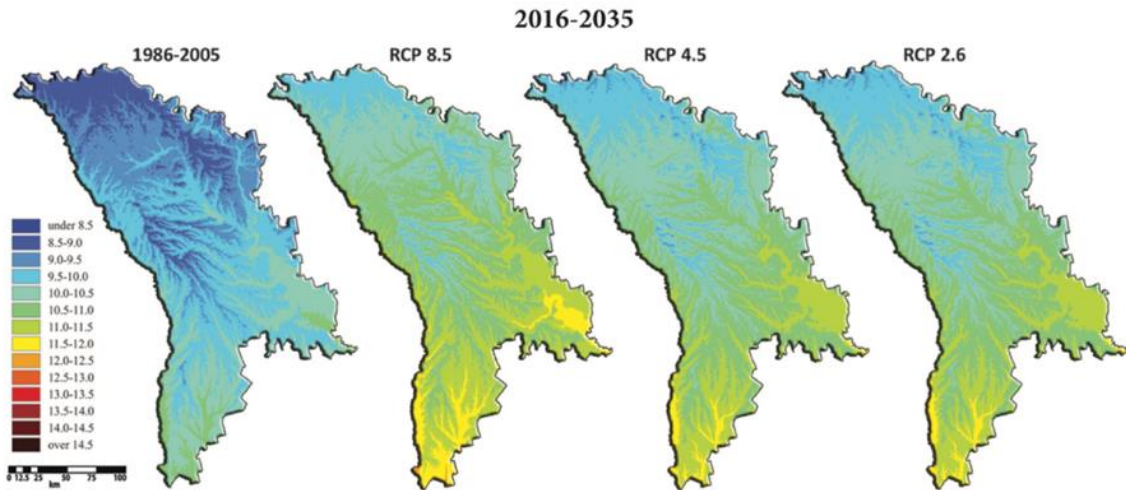 2016-2035
1986-2005
RCP 8.5
RCP 4.5
RCP 2.6
under 8.5
8.5-9.0
9.0-9.5
9.5-10.0
10.0-10.5
10.5-11.0
11.0-11.5
11.5-12.0
12.0-12.5
12.5-13.0
13.0-13.5
13.5-14.0
14.0-14.5
over 14.5
0 12.5 25 50 75 100
km